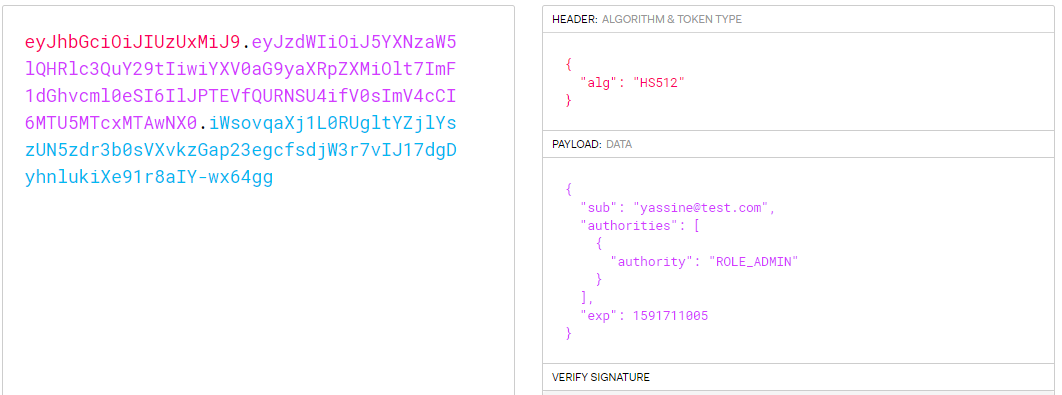 eyJhbGciOiJIUzUxMiJ9.eyJzdWIiOiJ5YXNzaW5
lQHRlc3QuY29tIiwiYXV0aG9yaXRpZXMiOlt7ImF
1dGhvcml0eSI6IlJPTEVfQURNSU4ifV0sImV4cCI
6MTU5MTcxMTAwNX0.iWsovqaXj1L0RUgltYZjlYs
zUN5zdr3b0sVXvkzGap23egcfsdjW3r7vIJ17dgD
yhnlukiXe91r8aIY-wx64gg
HEADER: ALGORITHM & TOKEN TYPE
{
"alg": "HS512"
}
PAYLOAD: DATA
{
"sub": "yassine@test.com",
"authorities": [
{
"authority": "ROLE_ADMIN"
}
],
"exp": 1591711005
}
VERIFY SIGNATURE